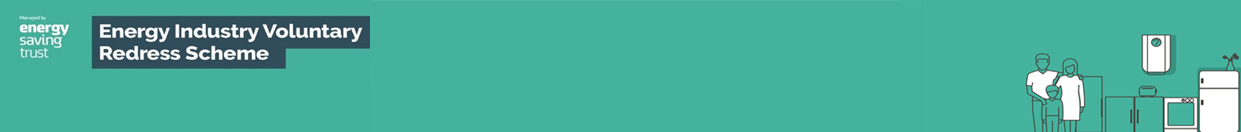 Managed by
energy
saving
trust
Energy Industry Voluntary
Redress Scheme